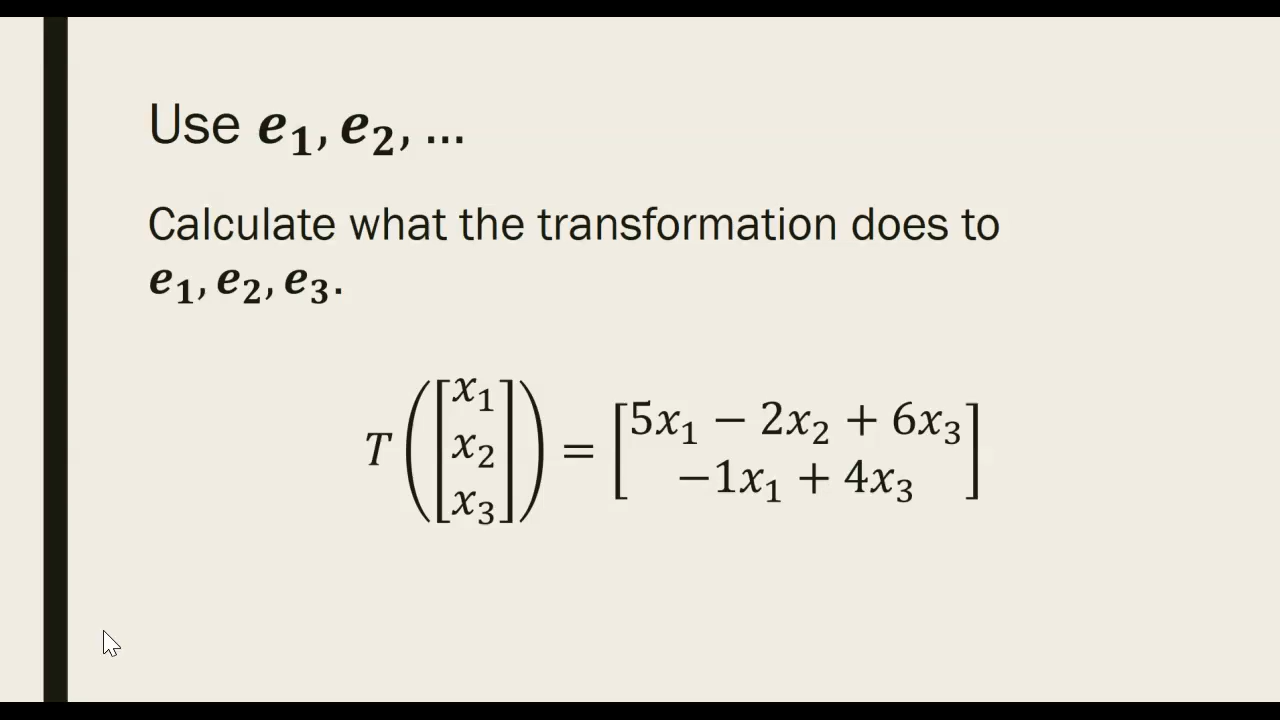 Use e₁, e₂, ...
Calculate what the transformation does to
e₁, e₂, e₃.
T([x₁ x₂ x₃]) = [5x₁ − 2x₂ + 6x₃
−1x₁ + 4x₃]